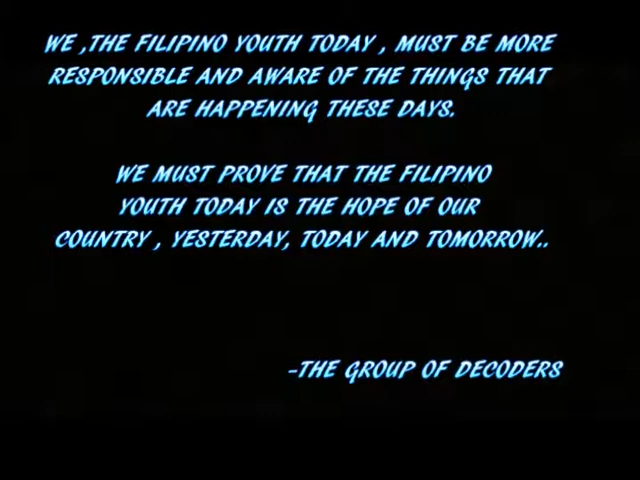 WE ,THE FILIPINO YOUTH TODAY , MUST BE MORE
RESPONSIBLE AND AWARE OF THE THINGS THAT
ARE HAPPENING THESE DAYS.
WE MUST PROVE THAT THE FILIPINO
YOUTH TODAY IS THE HOPE OF OUR
COUNTRY , YESTERDAY, TODAY AND TOMORROW..
-THE GROUP OF DECODERS